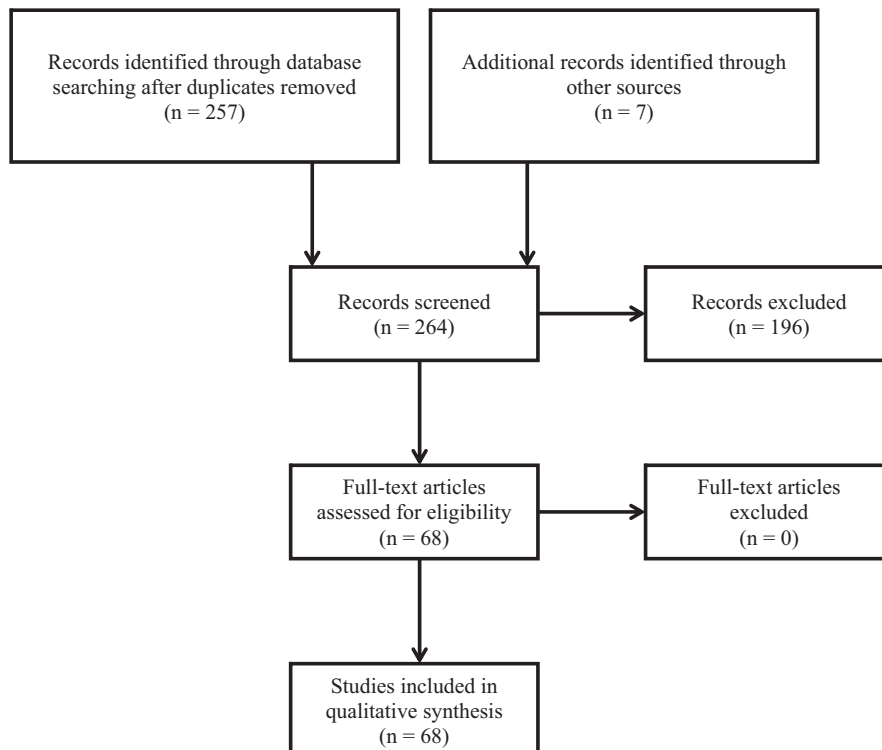 Records identified through database
searching after duplicates removed
(n = 257)
Additional records identified through
other sources
(n = 7)
Records screened
(n = 264)
Records excluded
(n = 196)
Full-text articles
assessed for eligibility
(n = 68)
Full-text articles
excluded
(n = 0)
Studies included in
qualitative synthesis
(n = 68)